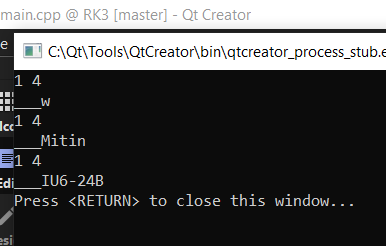 main.cpp @ RK3 [master] - Qt Creator
C:\Qt\Tools\QtCreator\bin\qtcreator_process_stub.e
1 4
___w
1 4
___Mitin
1 4
___IU6-24B
Press <RETURN> to close this window...